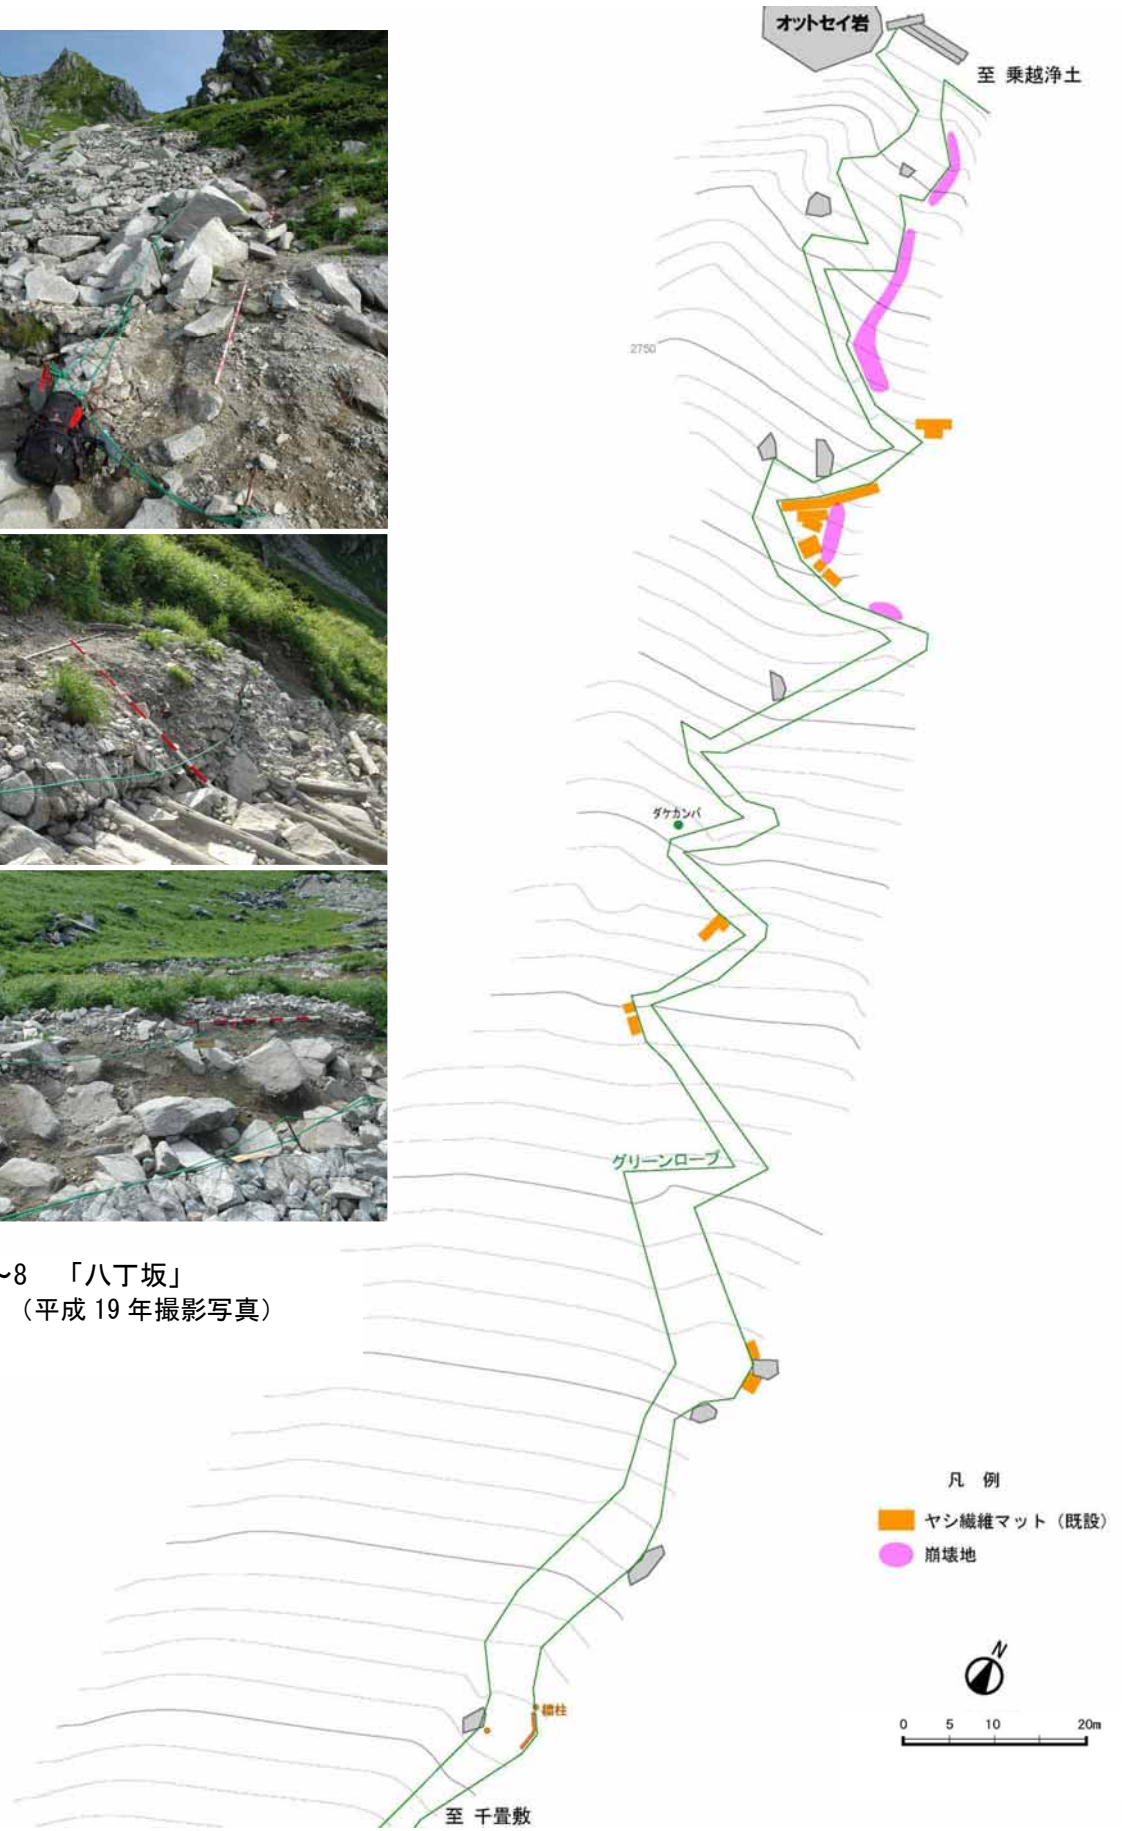 オットセイ岩
至 乗越浄土
2750
ダケカンバ
グリーンロープ
~8 「八丁坂」
(平成 19 年撮影写真)
凡 例
ヤシ繊維マット（既設）
崩壊地
N
0 5 10 20m
至 千畳敷